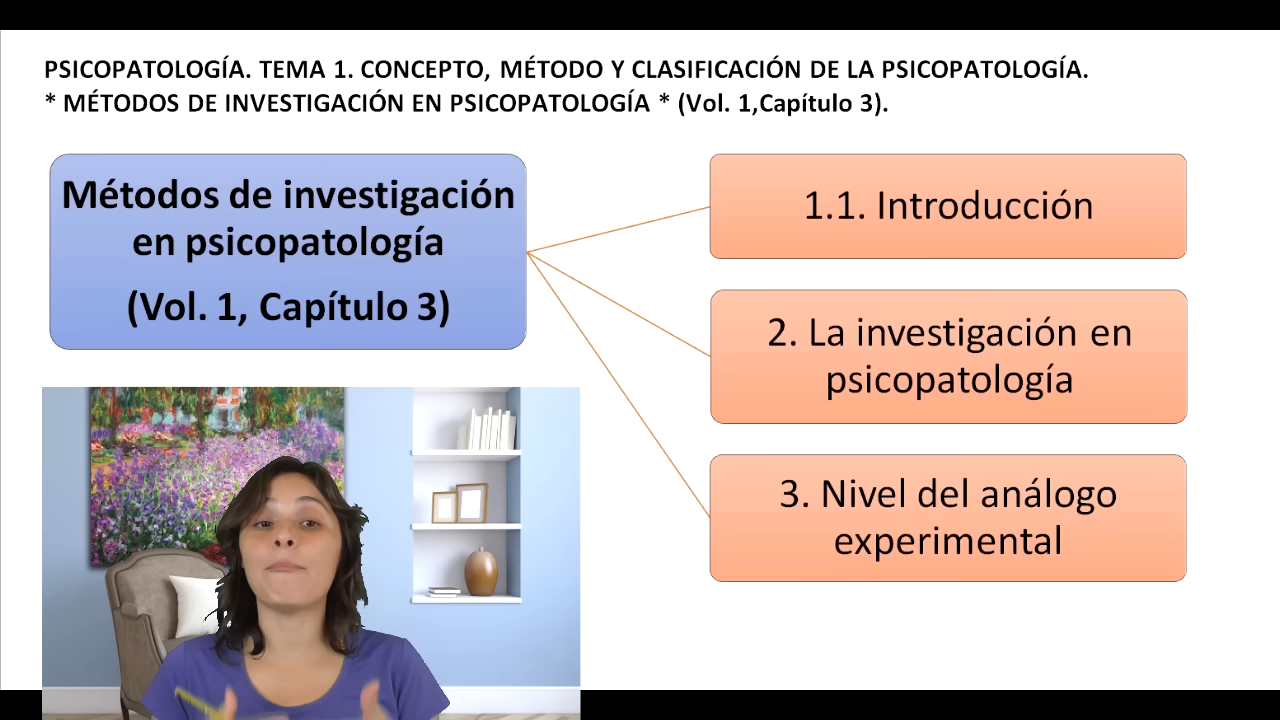 PSICOPATOLOGÍA. TEMA 1. CONCEPTO, MÉTODO Y CLASIFICACIÓN DE LA PSICOPATOLOGÍA.
* MÉTODOS DE INVESTIGACIÓN EN PSICOPATOLOGÍA * (Vol. 1,Capítulo 3).
Métodos de investigación
en psicopatología
(Vol. 1, Capítulo 3)
1.1. Introducción
2. La investigación en
psicopatología
3. Nivel del análogo
experimental